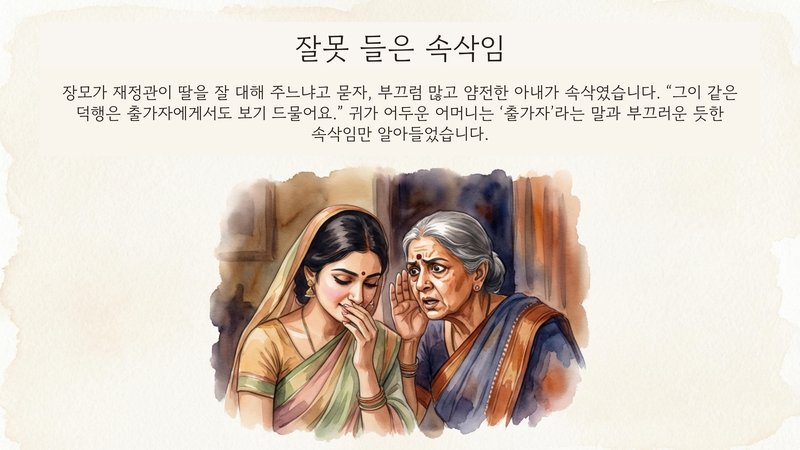 잘못 들은 속삭임
장모가 재정관이 딸을 잘 대해 주느냐고 묻자, 부끄럼 많고 얌전한 아내가 속삭였습니다. “그이 같은
덕행은 출가자에게서도 보기 드물어요.” 귀가 어두운 어머니는 ‘출가자’라는 말과 부끄러운 듯한
속삭임만 알아들었습니다.